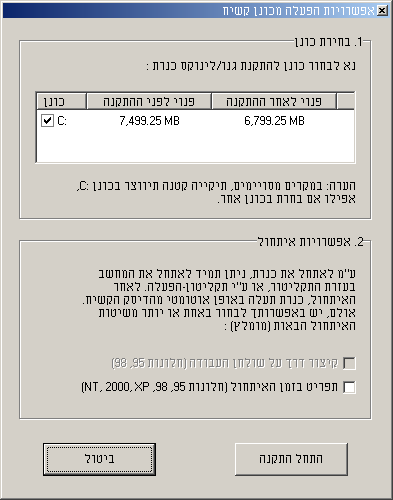 אפשרויות הפעלה מכונן קשיח
1. בחירת כונן
נא לבחור כונן להתקנת גנו/לינוקס כנרת :
כונן פנוי לפני ההתקנה פנוי לאחר ההתקנה
C: 7,499.25 MB 6,799.25 MB
הערה: במקרים מסויימים, תיקייה קטנה תיווצר בכונן C:,
אפילו אם בחרת בכונן אחר.
2. אפשרויות איתחול
ע"מ לאתחל את כנרת, ניתן תמיד לאתחל את המחשב
בעזרת התקליטור, או ע"י תקליטון-הפעלה. לאחר
האיתחול, כנרת תעלה באופן אוטרמטי מהדיסק הקשיח.
אולם, יש באפשרותך לבחור באחת או יותר משיטות
האיתחול הבאות (מומלץ) :
קיצור דרך על שולחן העבודה (חלונות 95, 98)
תפריט בזמן האיתחול (חלונות 95, 98, NT, 2000, XP)
ביטול
התחל התקנה